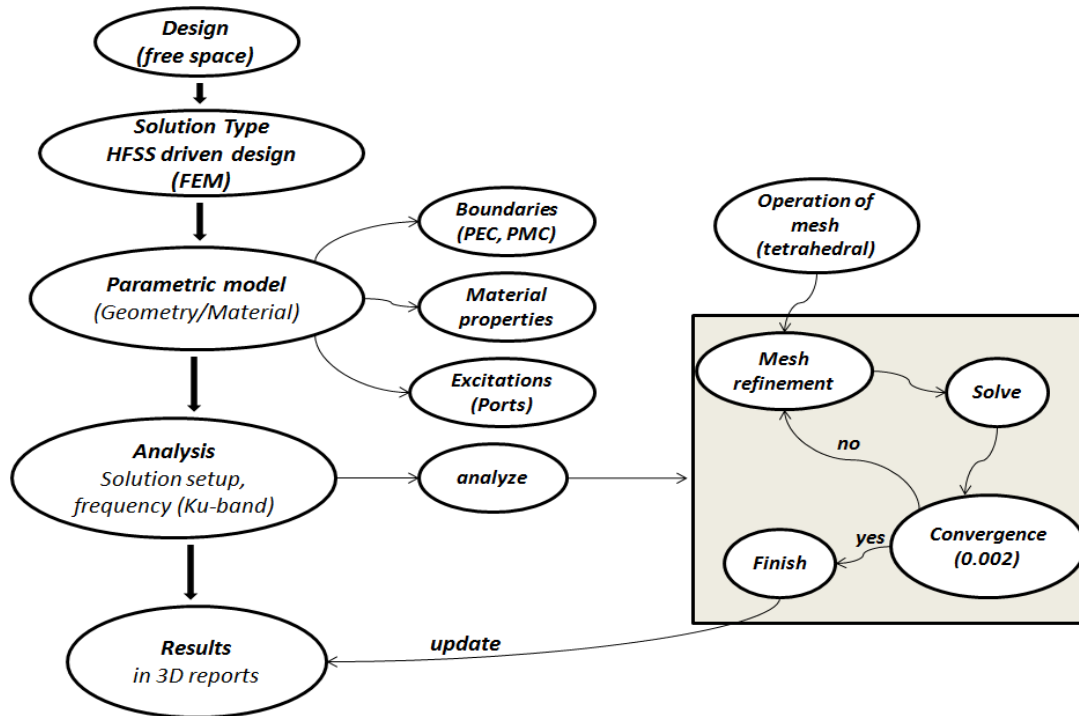 Design
(free space)
Solution Type
HFSS driven design
(FEM)
Boundaries
(PEC, PMC)
Operation of
mesh
(tetrahedral)
Parametric model
(Geometry/Material)
Material
properties
Mesh
refinement
Excitations
(Ports)
Solve
no
Analysis
Solution setup,
frequency (Ku-band)
analyze
yes
Convergence
(0.002)
Finish
update
Results
in 3D reports